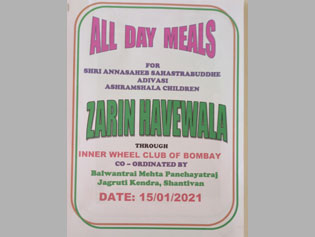 ALL DAY MEALS
FOR
SHRI ANNASAHEB SAHASTRABUDDHE
ADIVASI
ASHRAMSHALA CHILDREN
ZARIN HAVEWALA
THROUGH
INNER WHEEL CLUB OF BOMBAY
CO – ORDINATED BY
Balwantrai Mehta Panchayatraj
Jagruti Kendra, Shantivan
DATE: 15/01/2021